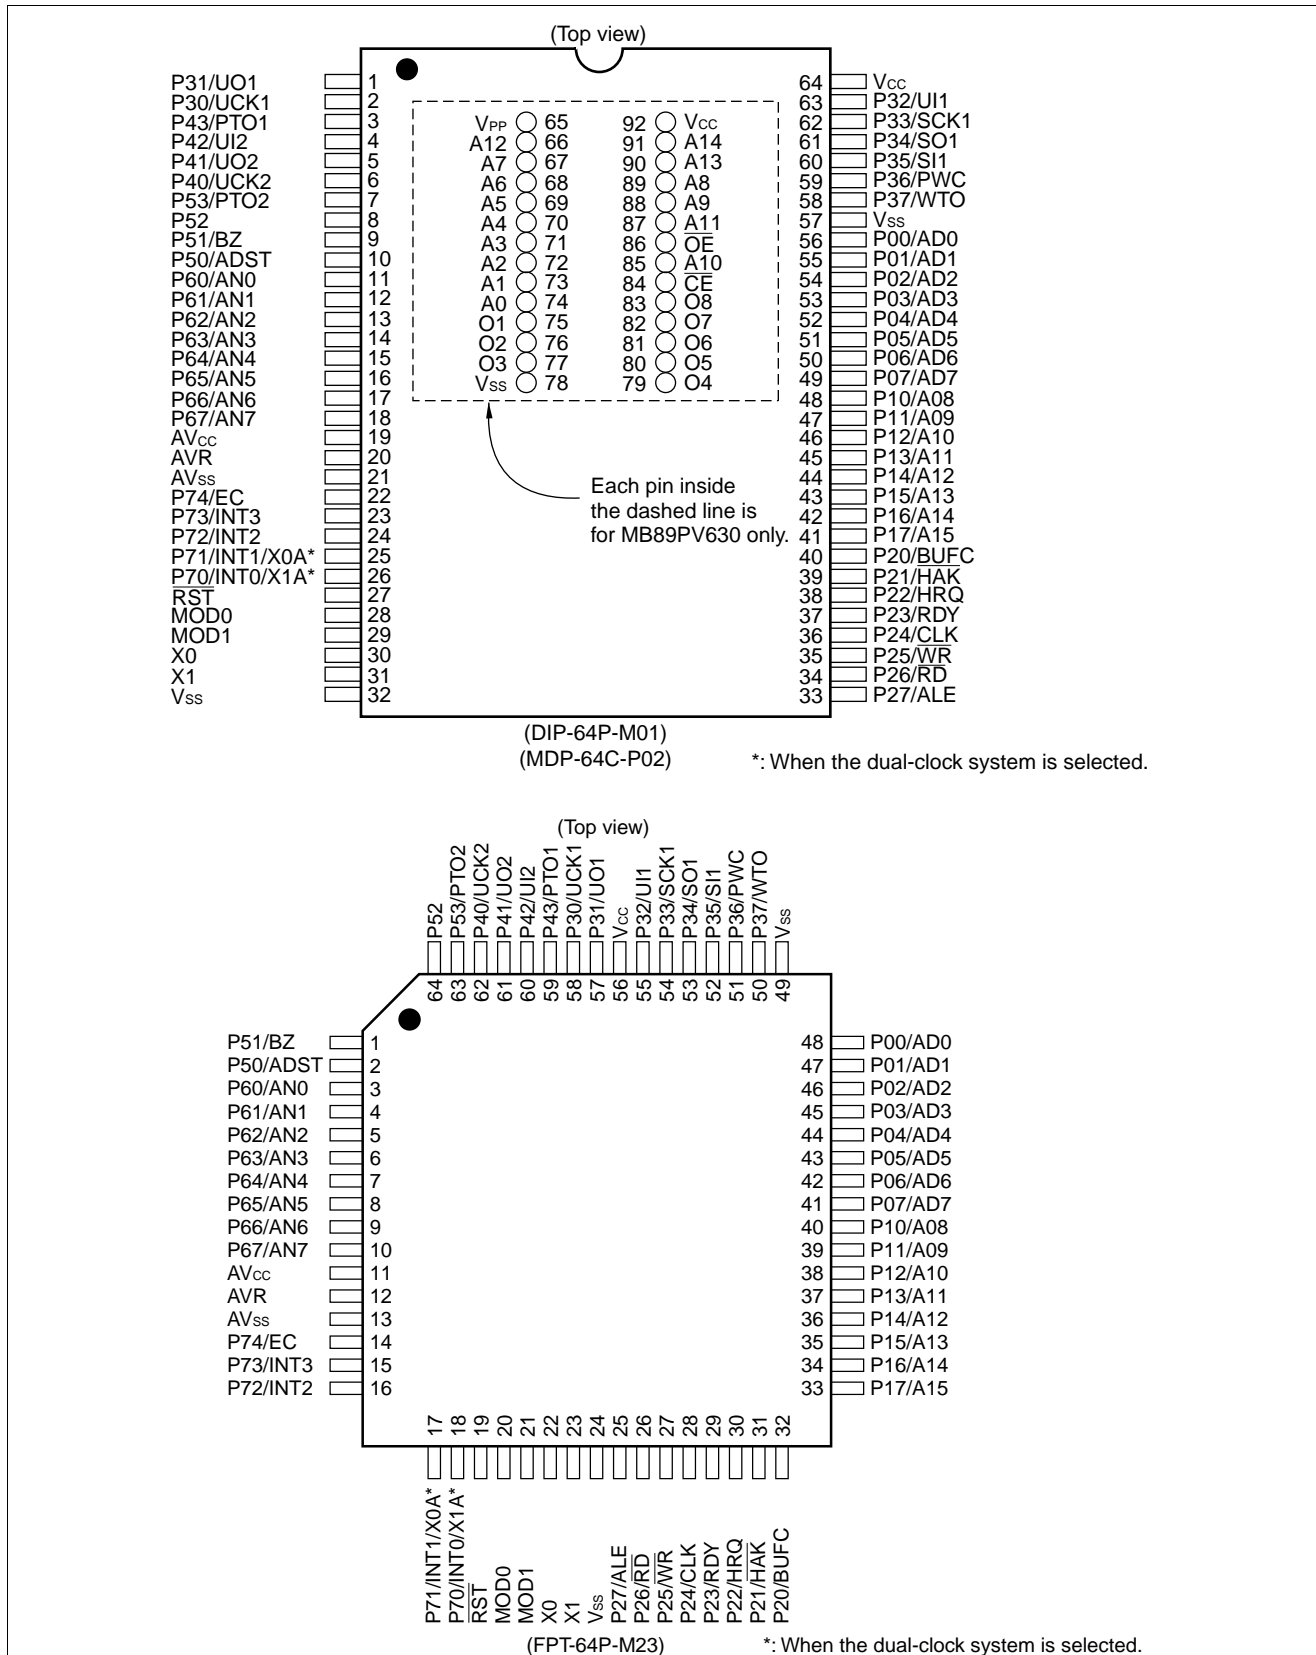 (Top view)
P31/UO1 1
P30/UCK1 2
P43/PTO1 3
P42/UI2 4
P41/UO2 5
P40/UCK2 6
P53/PTO2 7
P52 8
P51/BZ 9
P50/ADST 10
P60/AN0 11
P61/AN1 12
P62/AN2 13
P63/AN3 14
P64/AN4 15
P65/AN5 16
P66/AN6 17
P67/AN7 18
AVCC 19
AVR 20
AVSS 21
P74/EC 22
P73/INT3 23
P72/INT2 24
P71/INT1/X0A* 25
P70/INT0/X1A* 26
R̅S̅T̅ 27
MOD0 28
MOD1 29
X0 30
X1 31
VSS 32
VPP 65
A12 66
A7 67
A6 68
A5 69
A4 70
A3 71
A2 72
A1 73
A0 74
O1 75
O2 76
O3 77
VSS 78
92 VCC
91 A14
90 A13
89 A8
88 A9
87 A11
86 O̅E̅
85 A10
84 C̅E̅
83 O8
82 O7
81 O6
80 O5
79 O4
Each pin inside
the dashed line is
for MB89PV630 only.
64 VCC
63 P32/UI1
62 P33/SCK1
61 P34/SO1
60 P35/SI1
59 P36/PWC
58 P37/WTO
57 VSS
56 P00/AD0
55 P01/AD1
54 P02/AD2
53 P03/AD3
52 P04/AD4
51 P05/AD5
50 P06/AD6
49 P07/AD7
48 P10/A08
47 P11/A09
46 P12/A10
45 P13/A11
44 P14/A12
43 P15/A13
42 P16/A14
41 P17/A15
40 P20/BUFC
39 P21/H̅A̅K̅
38 P22/HRQ
37 P23/RDY
36 P24/CLK
35 P25/W̅R̅
34 P26/R̅D̅
33 P27/ALE
(DIP-64P-M01)
(MDP-64C-P02)
*: When the dual-clock system is selected.
(Top view)
P52 64
P53/PTO2 63
P40/UCK2 62
P41/UO2 61
P42/UI2 60
P43/PTO1 59
P30/UCK1 58
P31/UO1 57
VCC 56
P32/UI1 55
P33/SCK1 54
P34/SO1 53
P35/SI1 52
P36/PWC 51
P37/WTO 50
VSS 49
P51/BZ 1
P50/ADST 2
P60/AN0 3
P61/AN1 4
P62/AN2 5
P63/AN3 6
P64/AN4 7
P65/AN5 8
P66/AN6 9
P67/AN7 10
AVCC 11
AVR 12
AVSS 13
P74/EC 14
P73/INT3 15
P72/INT2 16
48 P00/AD0
47 P01/AD1
46 P02/AD2
45 P03/AD3
44 P04/AD4
43 P05/AD5
42 P06/AD6
41 P07/AD7
40 P10/A08
39 P11/A09
38 P12/A10
37 P13/A11
36 P14/A12
35 P15/A13
34 P16/A14
33 P17/A15
17 P71/INT1/X0A*
18 P70/INT0/X1A*
19 R̅S̅T̅
20 MOD0
21 MOD1
22 X0
23 X1
24 VSS
25 P27/ALE
26 P26/R̅D̅
27 P25/W̅R̅
28 P24/CLK
29 P23/RDY
30 P22/HRQ
31 P21/H̅A̅K̅
32 P20/BUFC
(FPT-64P-M23)
*: When the dual-clock system is selected.